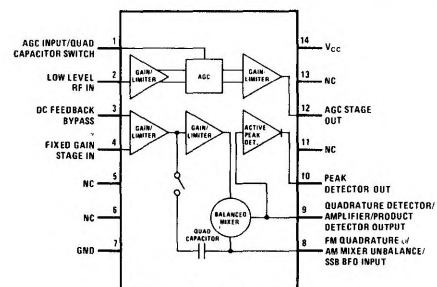 AGC INPUT/QUAD
CAPACITOR SWITCH
1
LOW LEVEL
RF IN
2
DC FEEDBACK
BYPASS
3
FIXED GAIN
STAGE IN
4
NC
5
NC
6
GND
7
GAIN/
LIMITER
AGC
GAIN-
LIMITER
GAIN/
LIMITER
GAIN/
LIMITER
ACTIVE
PEAK
DET.
BALANCED
MIXER
QUAD
CAPACITOR
14
VCC
13
NC
12
AGC STAGE
OUT
11
NC
10
PEAK
DETECTOR OUT
9
QUADRATURE DETECTOR/
AMPLIFIER/PRODUCT
DETECTOR OUTPUT
8
FM QUADRATURE
AM MIXER UNBALANCE/
SSB BFO INPUT